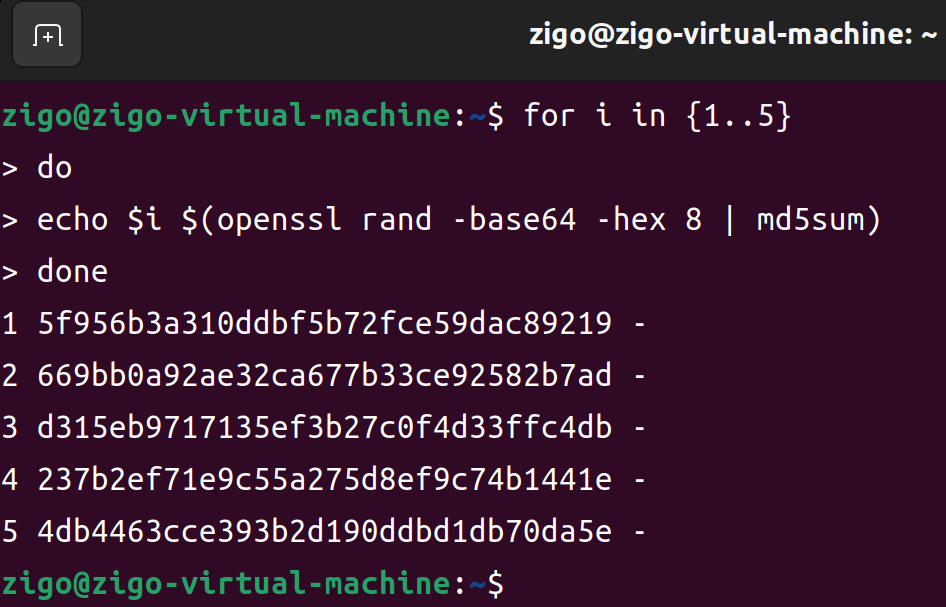 zigo@zigo-virtual-machine: ~
zigo@zigo-virtual-machine:~$ for i in {1..5}
> do
> echo $i $(openssl rand -base64 -hex 8 | md5sum)
> done
1 5f956b3a310ddbf5b72fce59dac89219 -
2 669bb0a92ae32ca677b33ce92582b7ad -
3 d315eb9717135ef3b27c0f4d33ffc4db -
4 237b2ef71e9c55a275d8ef9c74b1441e -
5 4db4463cce393b2d190ddbd1db70da5e -
zigo@zigo-virtual-machine:~$